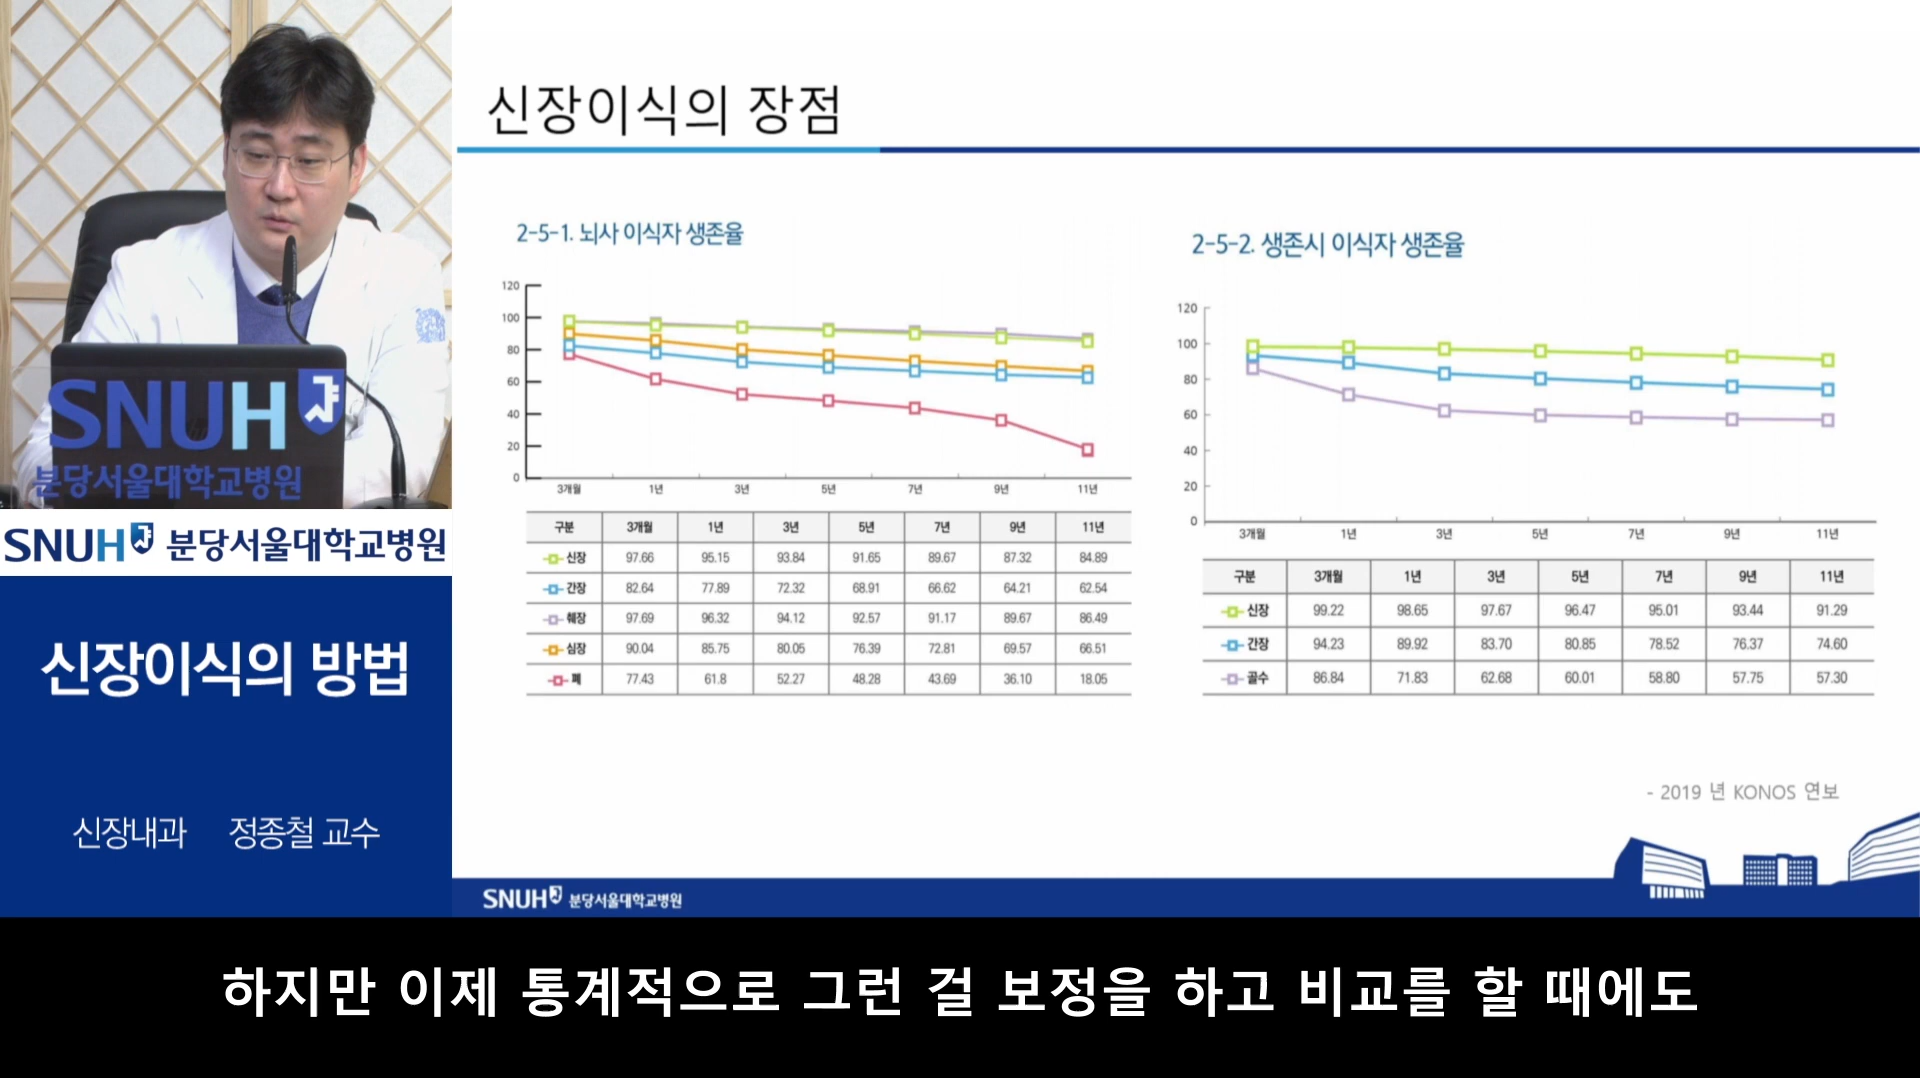 신장이식의 장점
2-5-1. 뇌사 이식자 생존율
120
100
80
60
40
20
0
3개월 1년 3년 5년 7년 9년 11년
구분 3개월 1년 3년 5년 7년 9년 11년
신장 97.66 95.15 93.84 91.65 89.67 87.32 84.89
간장 82.64 77.89 72.32 68.91 66.62 64.21 62.54
췌장 97.69 96.32 94.12 92.57 91.17 89.67 86.49
심장 90.04 85.75 80.05 76.39 72.81 69.57 66.51
폐 77.43 61.8 52.27 48.28 43.69 36.10 18.05
2-5-2. 생존시 이식자 생존율
120
100
80
60
40
20
0
3개월 1년 3년 5년 7년 9년 11년
구분 3개월 1년 3년 5년 7년 9년 11년
신장 99.22 98.65 97.67 96.47 95.01 93.44 91.29
간장 94.23 89.92 83.70 80.85 78.52 76.37 74.60
골수 86.84 71.83 62.68 60.01 58.80 57.75 57.30
- 2019 년 KONOS 연보
SNUH 분당서울대학교병원
SNUH
분당서울대학교병원
SNUH 분당서울대학교병원
신장이식의 방법
신장내과 정종철 교수
하지만 이제 통계적으로 그런 걸 보정을 하고 비교를 할 때에도